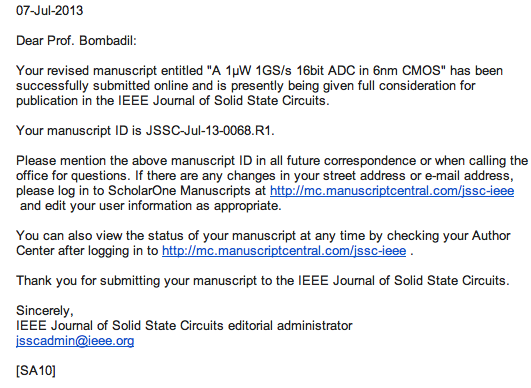 07-Jul-2013
Dear Prof. Bombadil:
Your revised manuscript entitled "A 1µW 1GS/s 16bit ADC in 6nm CMOS" has been
successfully submitted online and is presently being given full consideration for
publication in the IEEE Journal of Solid State Circuits.
Your manuscript ID is JSSC-Jul-13-0068.R1.
Please mention the above manuscript ID in all future correspondence or when calling the
office for questions. If there are any changes in your street address or e-mail address,
please log in to ScholarOne Manuscripts at http://mc.manuscriptcentral.com/jssc-ieee
and edit your user information as appropriate.
You can also view the status of your manuscript at any time by checking your Author
Center after logging in to http://mc.manuscriptcentral.com/jssc-ieee .
Thank you for submitting your manuscript to the IEEE Journal of Solid State Circuits.
Sincerely,
IEEE Journal of Solid State Circuits editorial administrator
jsscadmin@ieee.org
[SA10]